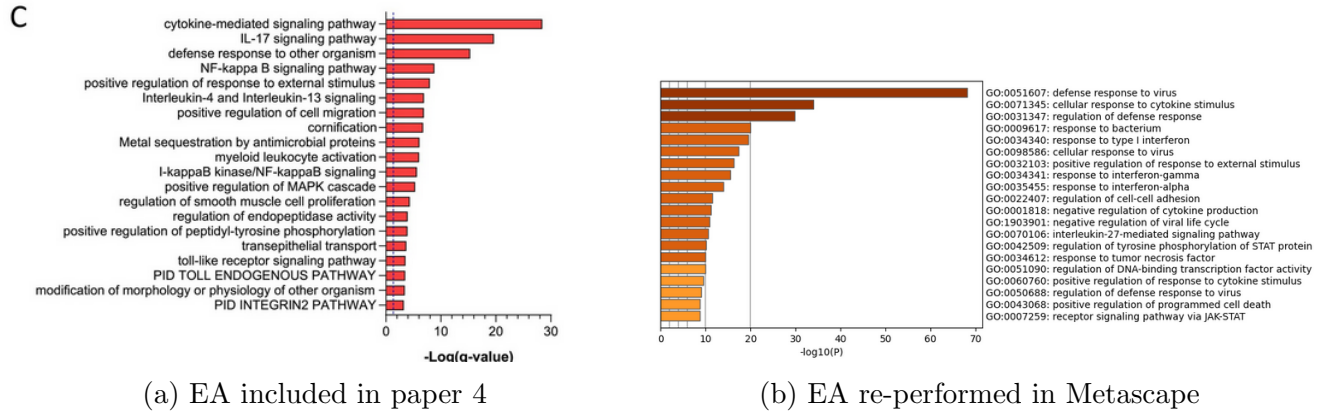 C
cytokine-mediated signaling pathway
IL-17 signaling pathway
defense response to other organism
NF-kappa B signaling pathway
positive regulation of response to external stimulus
Interleukin-4 and Interleukin-13 signaling
positive regulation of cell migration
cornification
Metal sequestration by antimicrobial proteins
myeloid leukocyte activation
I-kappaB kinase/NF-kappaB signaling
positive regulation of MAPK cascade
regulation of smooth muscle cell proliferation
regulation of endopeptidase activity
positive regulation of peptidyl-tyrosine phosphorylation
transepithelial transport
toll-like receptor signaling pathway
PID TOLL ENDOGENOUS PATHWAY
modification of morphology or physiology of other organism
PID INTEGRIN2 PATHWAY
0 10 20 30
-Log(q-value)
(a) EA included in paper 4
GO:0051607: defense response to virus
GO:0071345: cellular response to cytokine stimulus
GO:0031347: regulation of defense response
GO:0009617: response to bacterium
GO:0034340: response to type I interferon
GO:0098586: cellular response to virus
GO:0032103: positive regulation of response to external stimulus
GO:0034341: response to interferon-gamma
GO:0035455: response to interferon-alpha
GO:0022407: regulation of cell-cell adhesion
GO:0001818: negative regulation of cytokine production
GO:1903901: negative regulation of viral life cycle
GO:0070106: interleukin-27-mediated signaling pathway
GO:0042509: regulation of tyrosine phosphorylation of STAT protein
GO:0034612: response to tumor necrosis factor
GO:0051090: regulation of DNA-binding transcription factor activity
GO:0060760: positive regulation of response to cytokine stimulus
GO:0050688: regulation of defense response to virus
GO:0043068: positive regulation of programmed cell death
GO:0007259: receptor signaling pathway via JAK-STAT
0 10 20 30 40 50 60 70
-log10(P)
(b) EA re-performed in Metascape